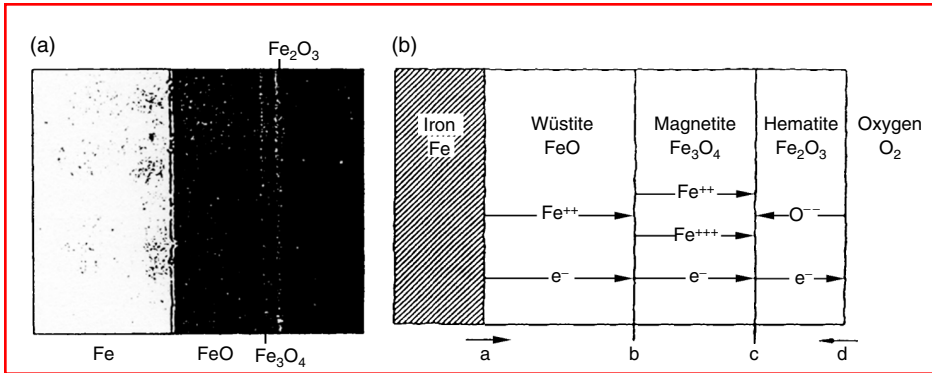 (a)
Fe₂O₃
Fe
FeO
Fe₃O₄
(b)
Iron
Fe
Wüstite
FeO
Magnetite
Fe₃O₄
Hematite
Fe₂O₃
Oxygen
O₂
Fe⁺⁺
Fe⁺⁺
Fe⁺⁺⁺
O⁻⁻
e⁻
e⁻
e⁻
a
b
c
d